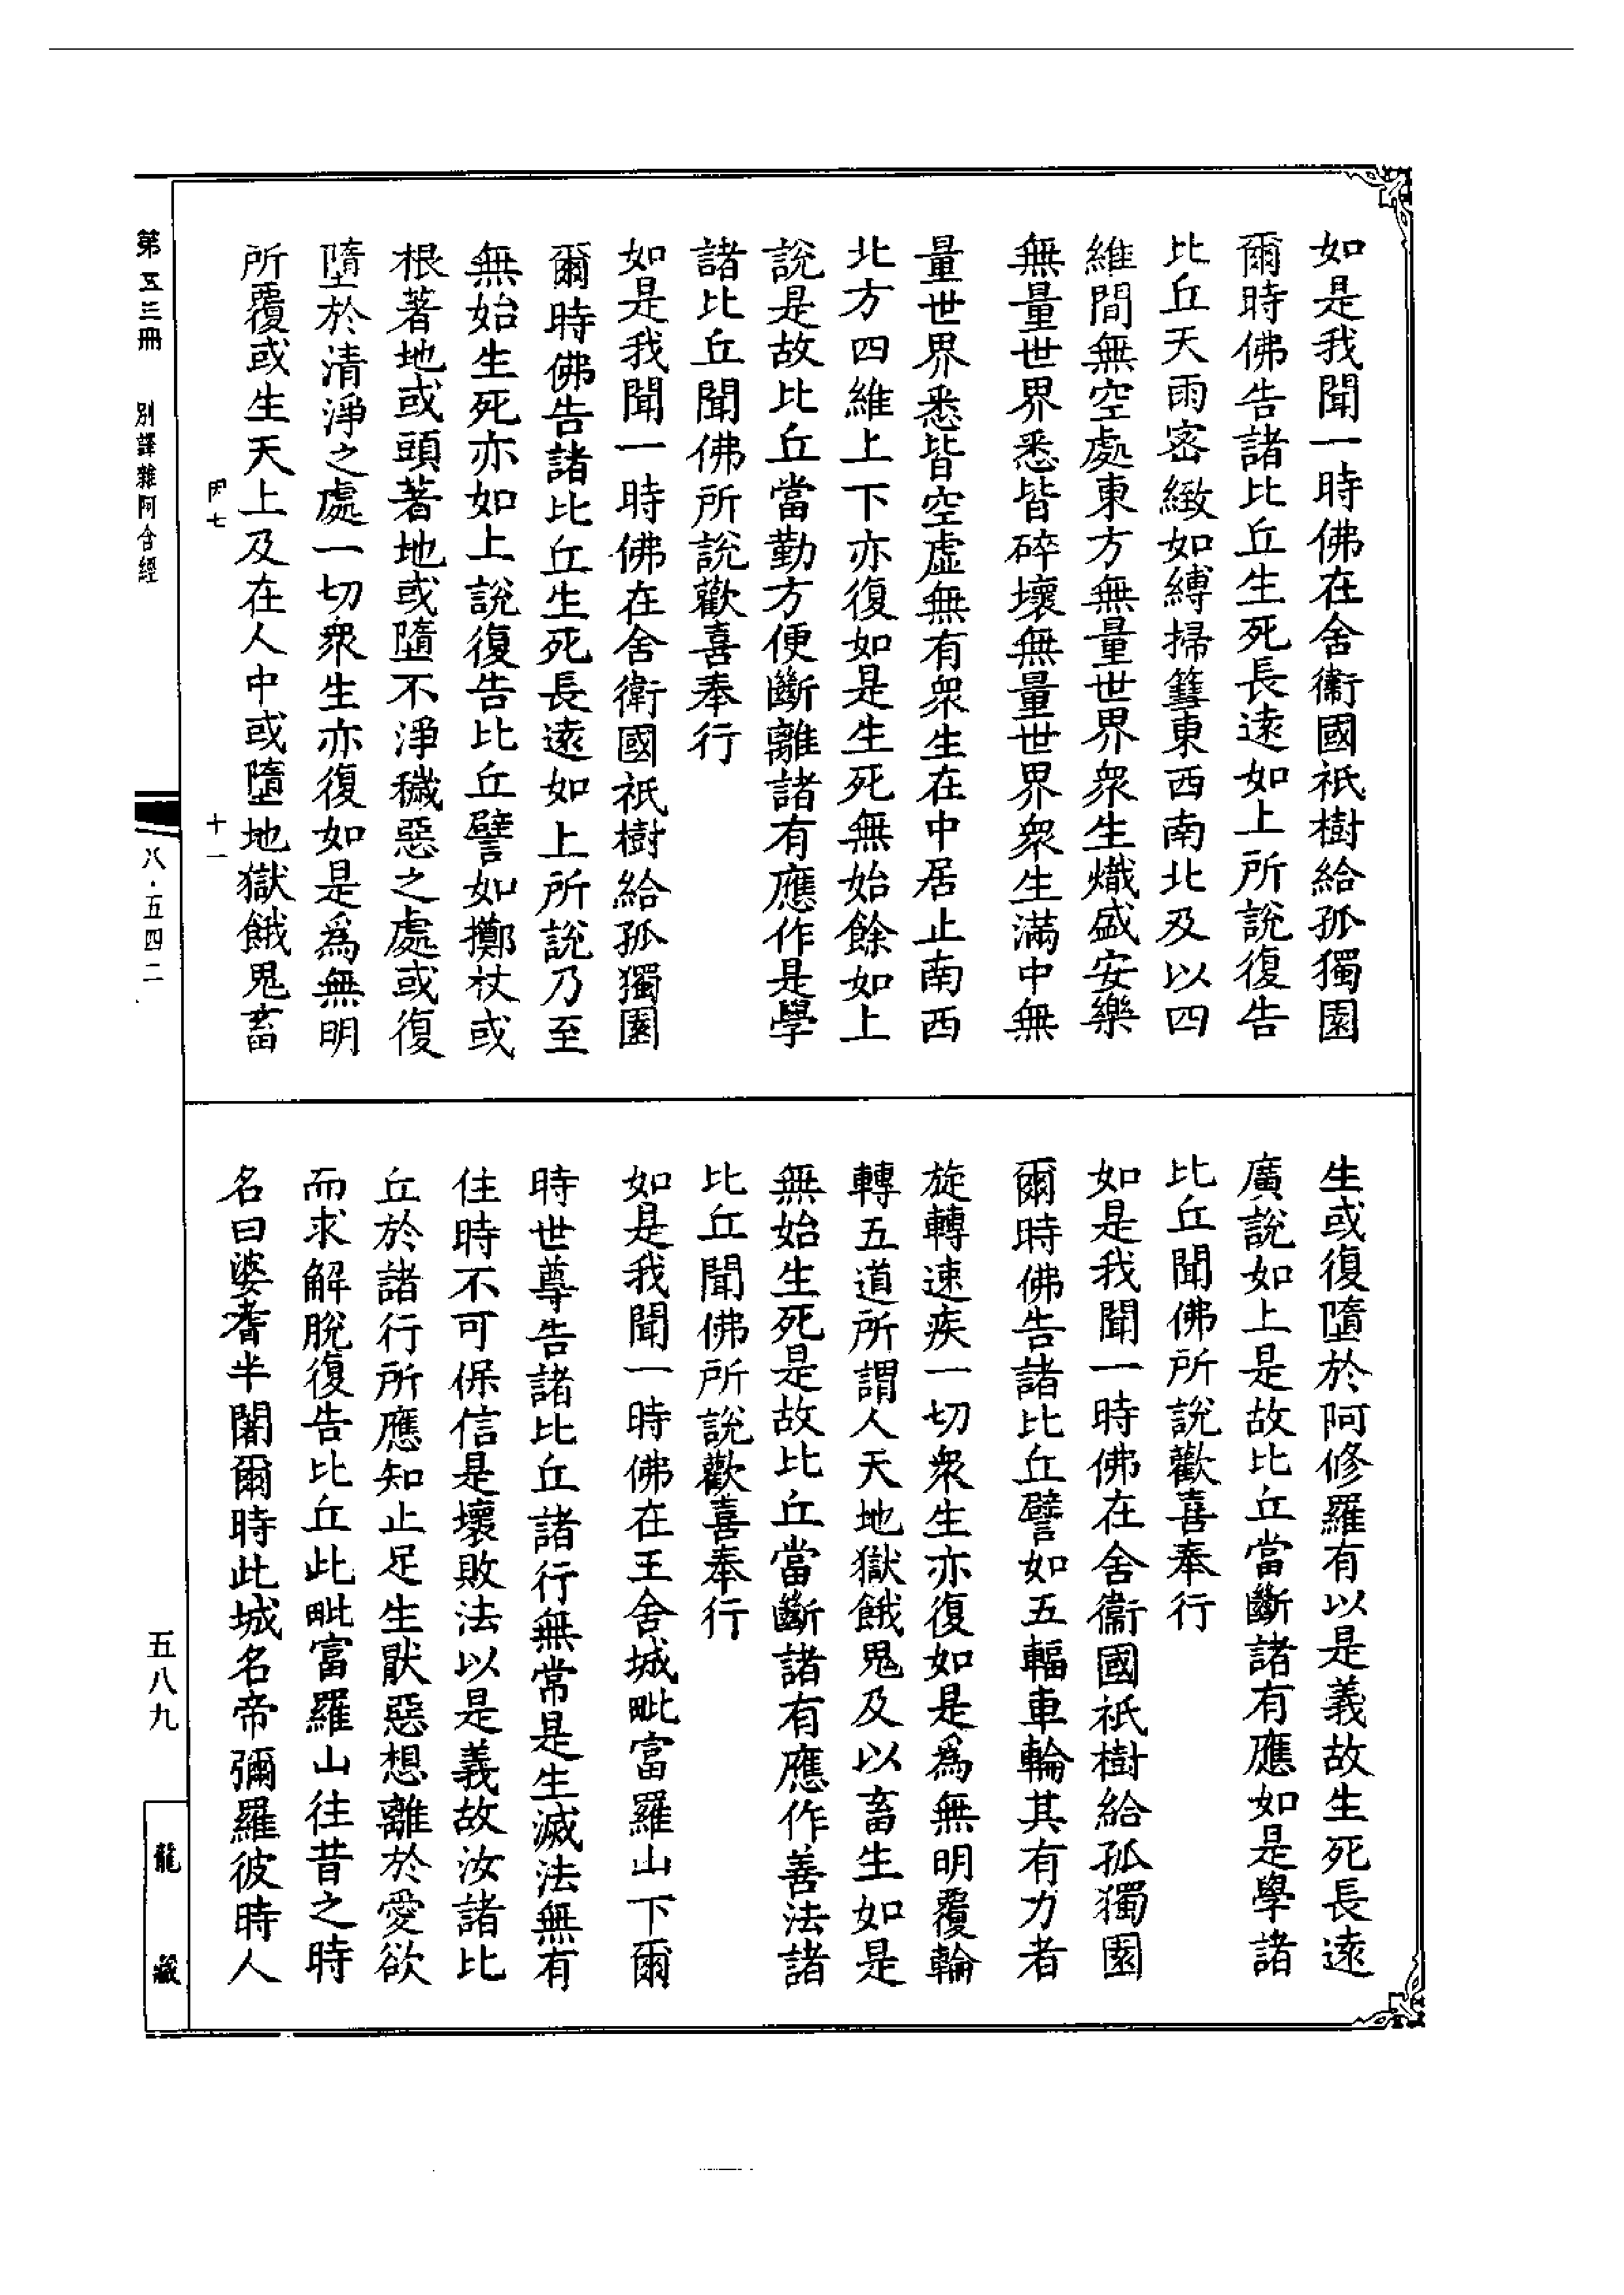 如是我聞一時佛在舍衞國祇樹給孤獨園
爾時佛告諸比丘生死長遠如上所說復告
比丘天雨密緻如縛掃篲東西南北及以四
維間無空處東方無量世界衆生熾盛安樂
無量世界悉皆碎壞無量世界衆生滿中無
量世界悉皆空虛無有衆生在中居止南西
北方四維上下亦復如是生死無始餘如上
說是故比丘當勤方便斷離諸有應作是學
諸比丘聞佛所說歡喜奉行
如是我聞一時佛在舍衛國祇樹給孤獨園
爾時佛告諸比丘生死長遠如上所說乃至
無始生死亦如上說復告比丘譬如擲杖或
根著地或頭著地或墮不淨穢惡之處或復
墮於清淨之處一切衆生亦復如是爲無明
所覆或生天上及在人中或墮地獄餓鬼畜
丙七 十一
第五三冊 別譯雜阿含經
八·五四二
生或復墮於阿修羅有以是義故生死長遠
廣說如上是故比丘當斷諸有應如是學諸
比丘聞佛所說歡喜奉行
如是我聞一時佛在舍衞國祇樹給孤獨園
爾時佛告諸比丘譬如五輻車輪其有力者
旋轉速疾一切衆生亦復如是爲無明覆輪
轉五道所謂人天地獄餓鬼及以畜生如是
無始生死是故比丘當斷諸有應作善法諸
比丘聞佛所說歡喜奉行
如是我聞一時佛在王舍城毗富羅山下爾
時世尊告諸比丘諸行無常是生滅法無有
住時不可保信是壞敗法以是義故汝諸比
丘於諸行所應知止足生猒惡想離於愛欲
而求解脫復告比丘此毗富羅山往昔之時
名曰婆耆半闍爾時此城名帝彌羅彼時人
五八九
龍藏